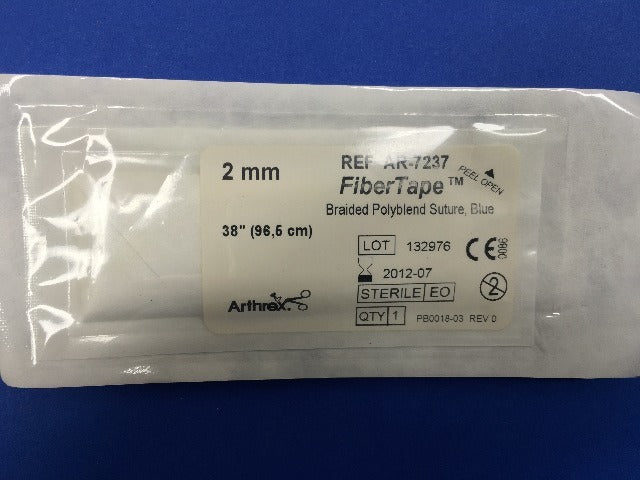 2 mm
REF AR-7237
FiberTape™
PEEL OPEN
Braided Polyblend Suture, Blue
38" (96,5 cm)
LOT 132976
CE 0086
2012-07
STERILE EO
2
Arthrex
QTY 1
PB0018-03 REV 0